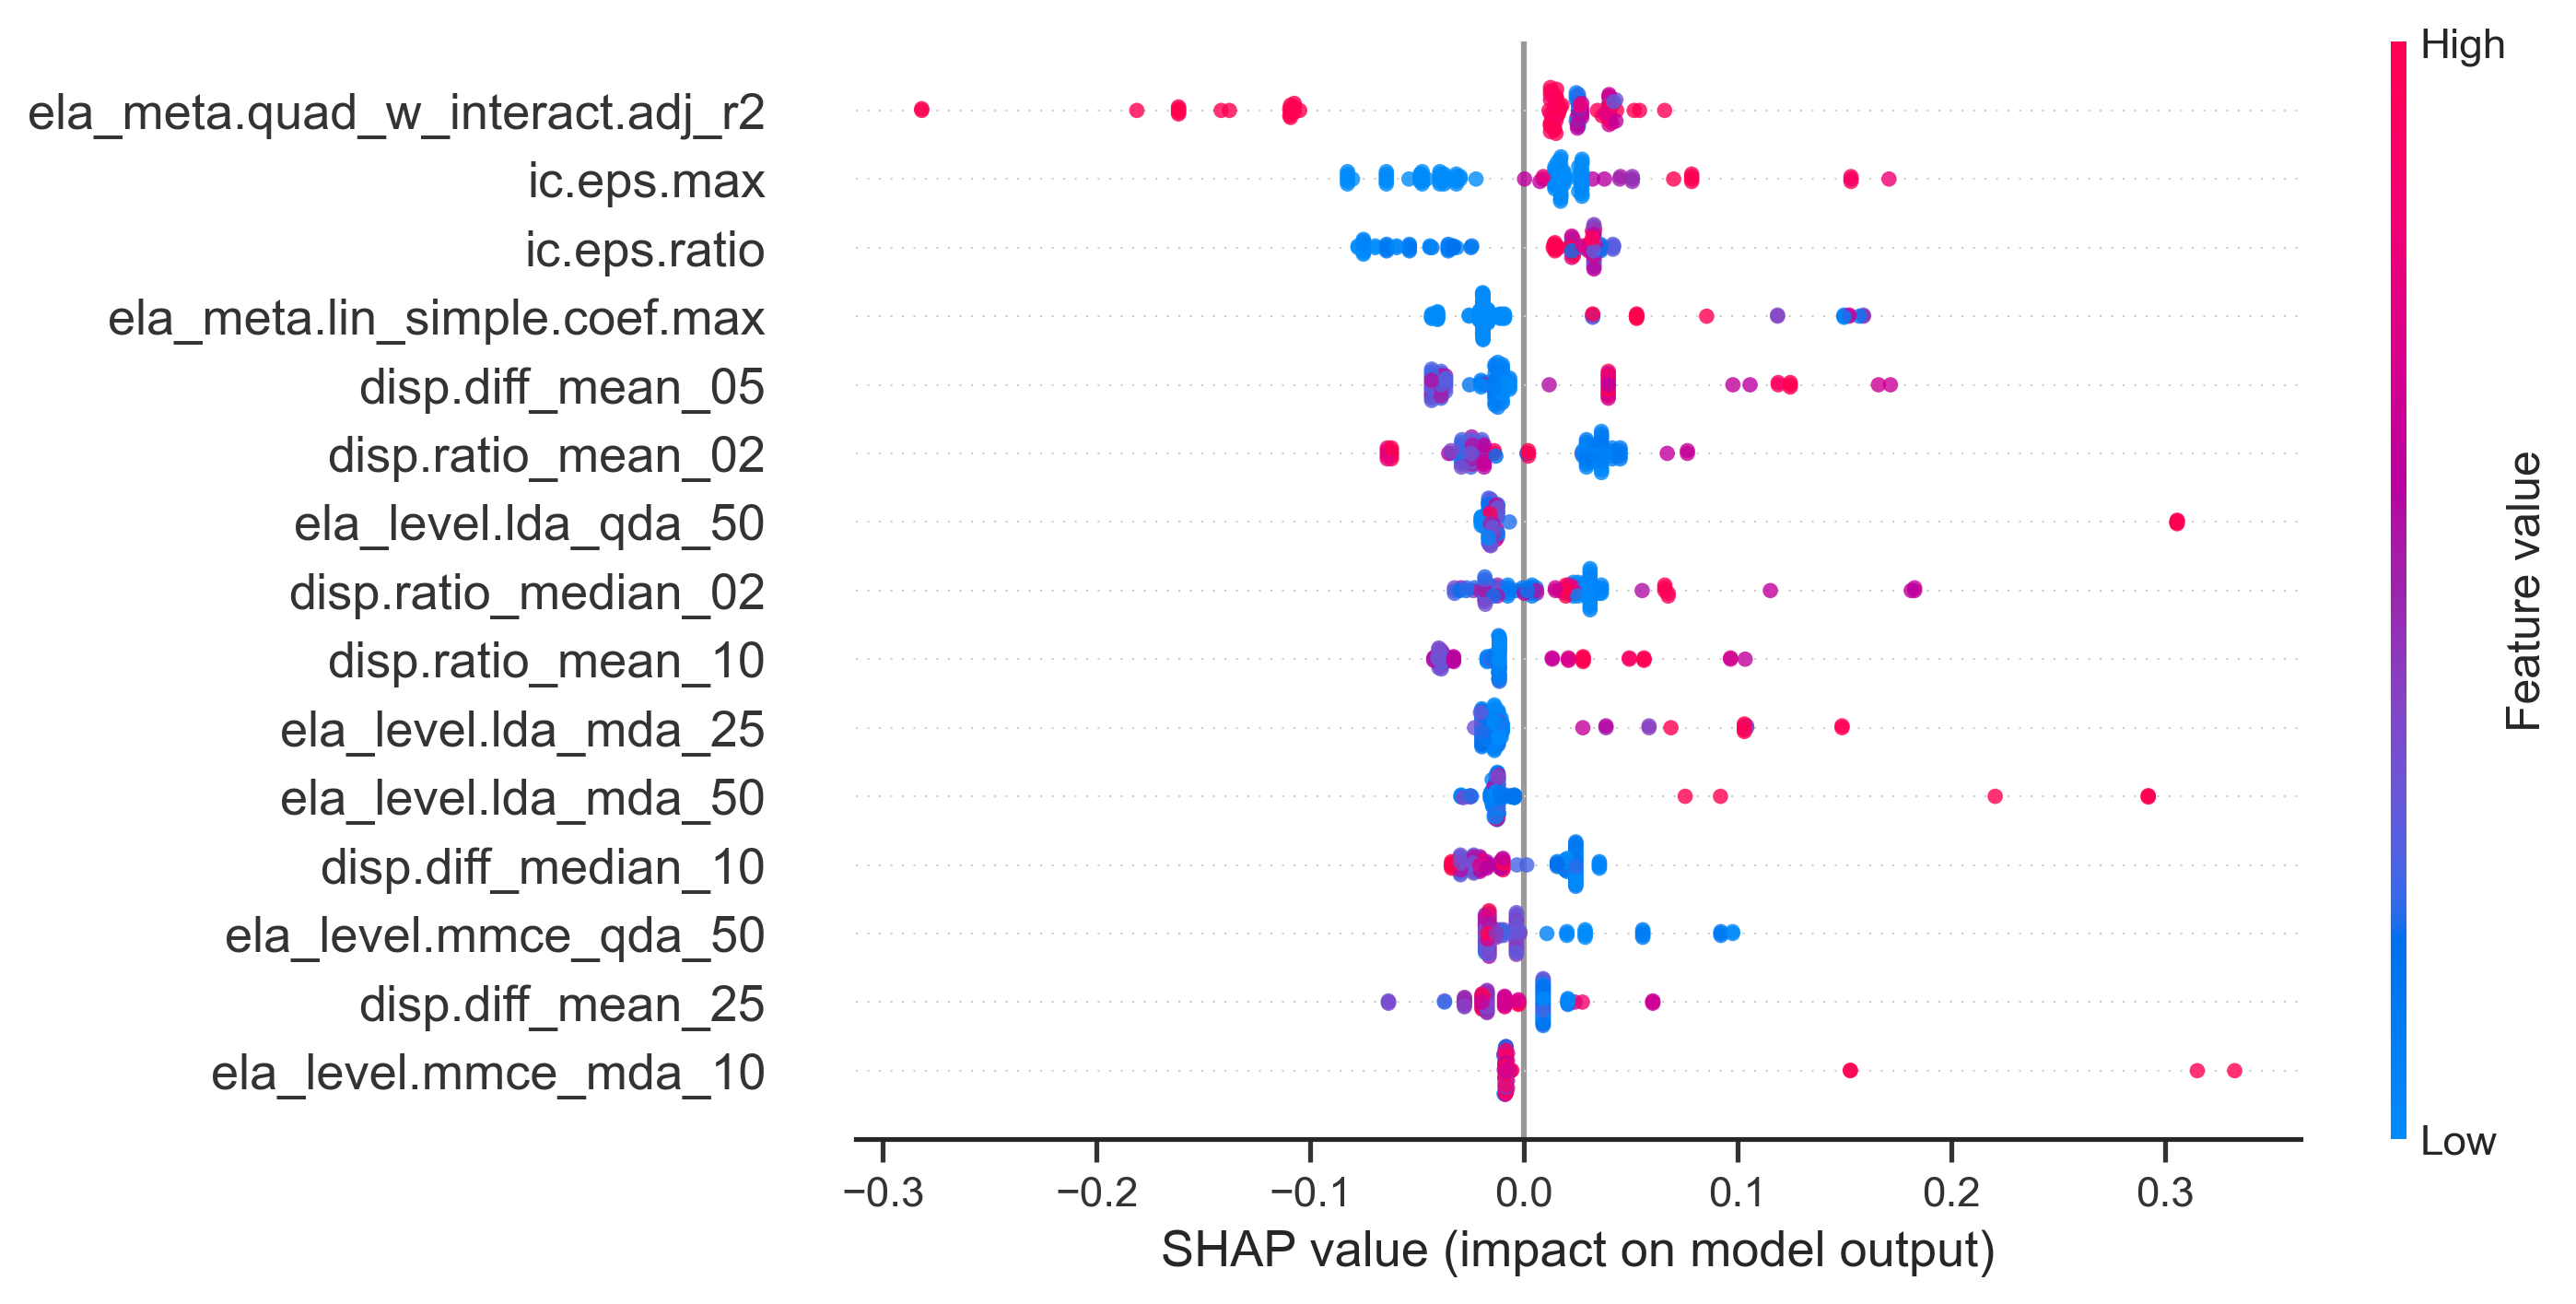 High
ela_meta.quad_w_interact.adj_r2
ic.eps.max
ic.eps.ratio
ela_meta.lin_simple.coef.max
disp.diff_mean_05
disp.ratio_mean_02
ela_level.lda_qda_50
disp.ratio_median_02
disp.ratio_mean_10
ela_level.lda_mda_25
ela_level.lda_mda_50
disp.diff_median_10
ela_level.mmce_qda_50
disp.diff_mean_25
ela_level.mmce_mda_10
Feature value
Low
−0.3 −0.2 −0.1 0.0 0.1 0.2 0.3
SHAP value (impact on model output)